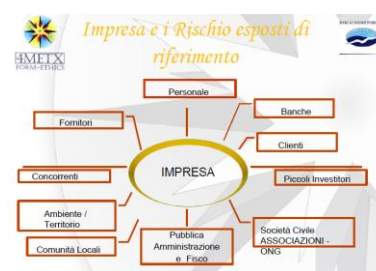 Impresa e i Rischio esposti di
riferimento
4METX
FORM-ETHICS
Personale
Banche
Fornitori
Clienti
IMPRESA
Concorrenti
Piccoli Investitori
Ambiente /
Territorio
Pubblica
Amministrazione
e Fisco
Società Civile
ASSOCIAZIONI -
ONG
Comunità Locali